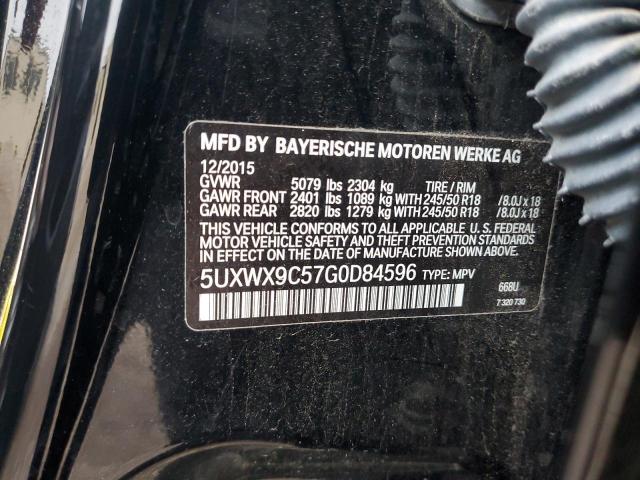 MFD BY BAYERISCHE MOTOREN WERKE AG
12/2015
GVWR 5079 lbs 2304 kg TIRE / RIM
GAWR FRONT 2401 lbs 1089 kg WITH 245/50 R18 /8.0J x 18
GAWR REAR 2820 lbs 1279 kg WITH 245/50 R18 /8.0J x 18
THIS VEHICLE CONFORMS TO ALL APPLICABLE U. S. FEDERAL
MOTOR VEHICLE SAFETY AND THEFT PREVENTION STANDARDS
IN EFFECT ON THE DATE OF MANUFACTURE SHOWN ABOVE.
5UXWX9C57G0D84596 TYPE: MPV
668U
7 320 730